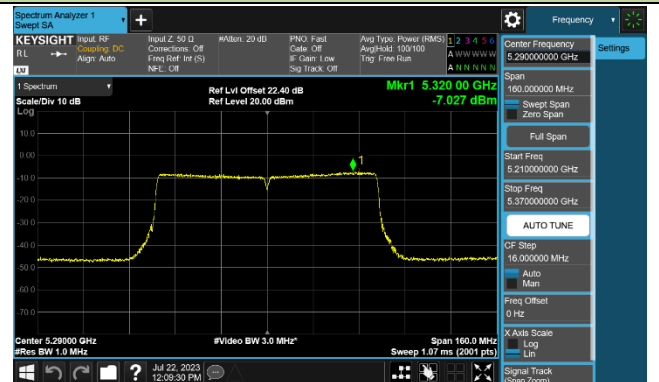 Spectrum Analyzer 1
Swept SA
+
Frequency
KEYSIGHT
RL
LXI
Input: RF
Coupling: DC
Align: Auto
Input Z: 50 Ω
Corrections: Off
Freq Ref: Int (S)
NFE: Off
#Atten: 20 dB
PNO: Fast
Gate: Off
IF Gain: Low
Sig Track: Off
Avg Type: Power (RMS)
Avg|Hold: 100/100
Trig: Free Run
1 2 3 4 5 6
A W W W W W
A N N N N N
Center Frequency
5.290000000 GHz
Settings
Span
160.000000 MHz
Swept Span
Zero Span
Full Span
Start Freq
5.210000000 GHz
Stop Freq
5.370000000 GHz
AUTO TUNE
CF Step
16.000000 MHz
Auto
Man
Freq Offset
0 Hz
X Axis Scale
Log
Lin
Signal Track
(Span Zoom)
1 Spectrum
Scale/Div 10 dB
Log
Ref Lvl Offset 22.40 dB
Ref Level 20.00 dBm
Mkr1 5.320 00 GHz
-7.027 dBm
1
10.0
0.00
-10.0
-20.0
-30.0
-40.0
-50.0
-60.0
-70.0
Center 5.29000 GHz
#Res BW 1.0 MHz
#Video BW 3.0 MHz*
Span 160.0 MHz
Sweep 1.07 ms (2001 pts)
?
Jul 22, 2023
12:09:30 PM